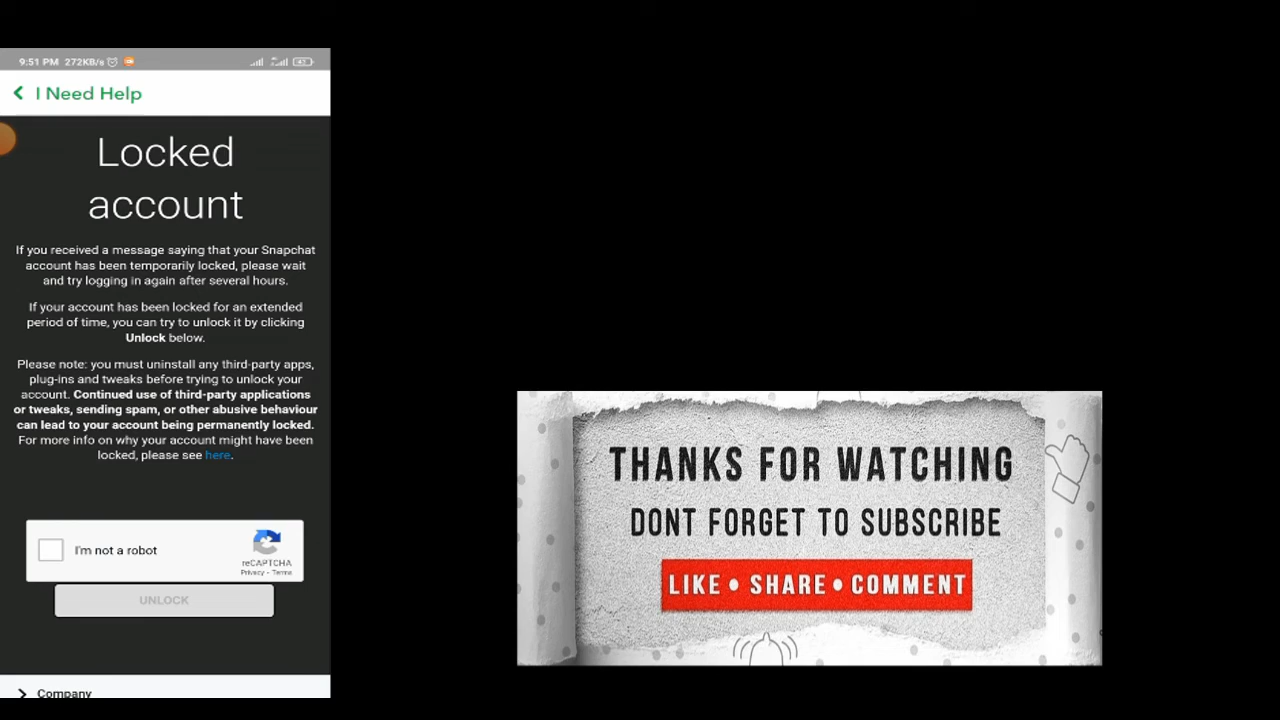 9:51 PM 272KB/s
I Need Help
Locked
account
If you received a message saying that your Snapchat
account has been temporarily locked, please wait
and try logging in again after several hours.
If your account has been locked for an extended
period of time, you can try to unlock it by clicking
Unlock below.
Please note: you must uninstall any third-party apps,
plug-ins and tweaks before trying to unlock your
account. Continued use of third-party applications
or tweaks, sending spam, or other abusive behaviour
can lead to your account being permanently locked.
For more info on why your account might have been
locked, please see here.
I'm not a robot
reCAPTCHA
Privacy - Terms
UNLOCK
Company
THANKS FOR WATCHING
DONT FORGET TO SUBSCRIBE
LIKE • SHARE • COMMENT